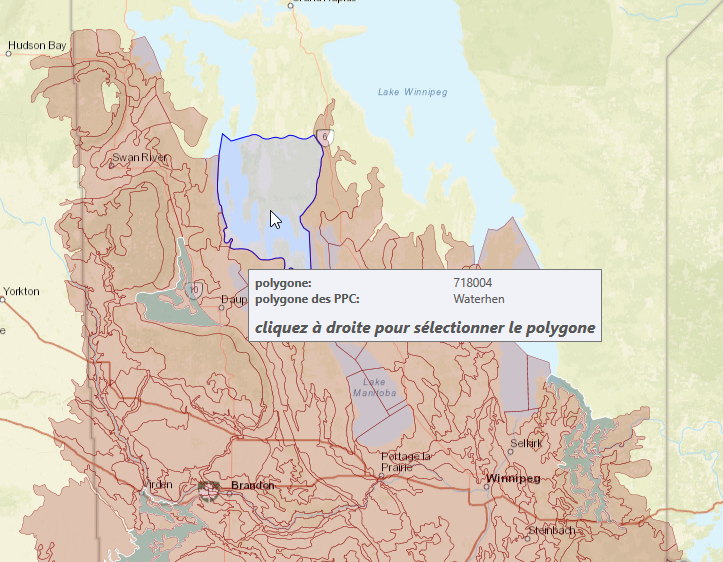 Hudson Bay
Lake Winnipeg
6
Swan River
Yorkton
10
Daup
polygone: 718004
polygone des PPC: Waterhen
cliquez à droite pour sélectionner le polygone
Lake
Manitoba
Selkirk
Portage la
Prairie
Virden
Brandon
Winnipeg
Steinbach